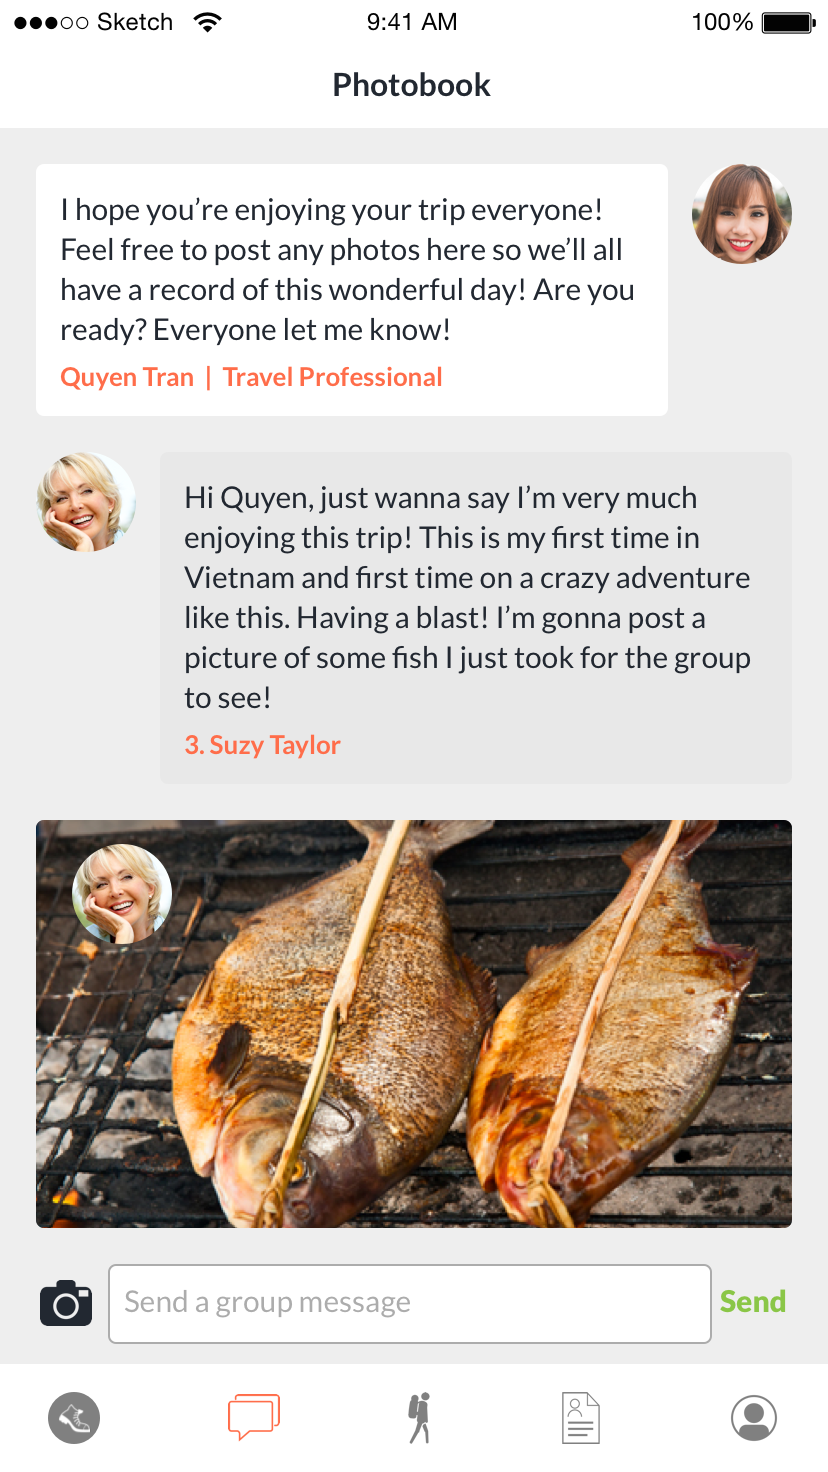 Sketch 9:41 AM 100%
Photobook
I hope you’re enjoying your trip everyone!
Feel free to post any photos here so we’ll all
have a record of this wonderful day! Are you
ready? Everyone let me know!
Quyen Tran | Travel Professional
Hi Quyen, just wanna say I’m very much
enjoying this trip! This is my first time in
Vietnam and first time on a crazy adventure
like this. Having a blast! I’m gonna post a
picture of some fish I just took for the group
to see!
3. Suzy Taylor
Send a group message Send